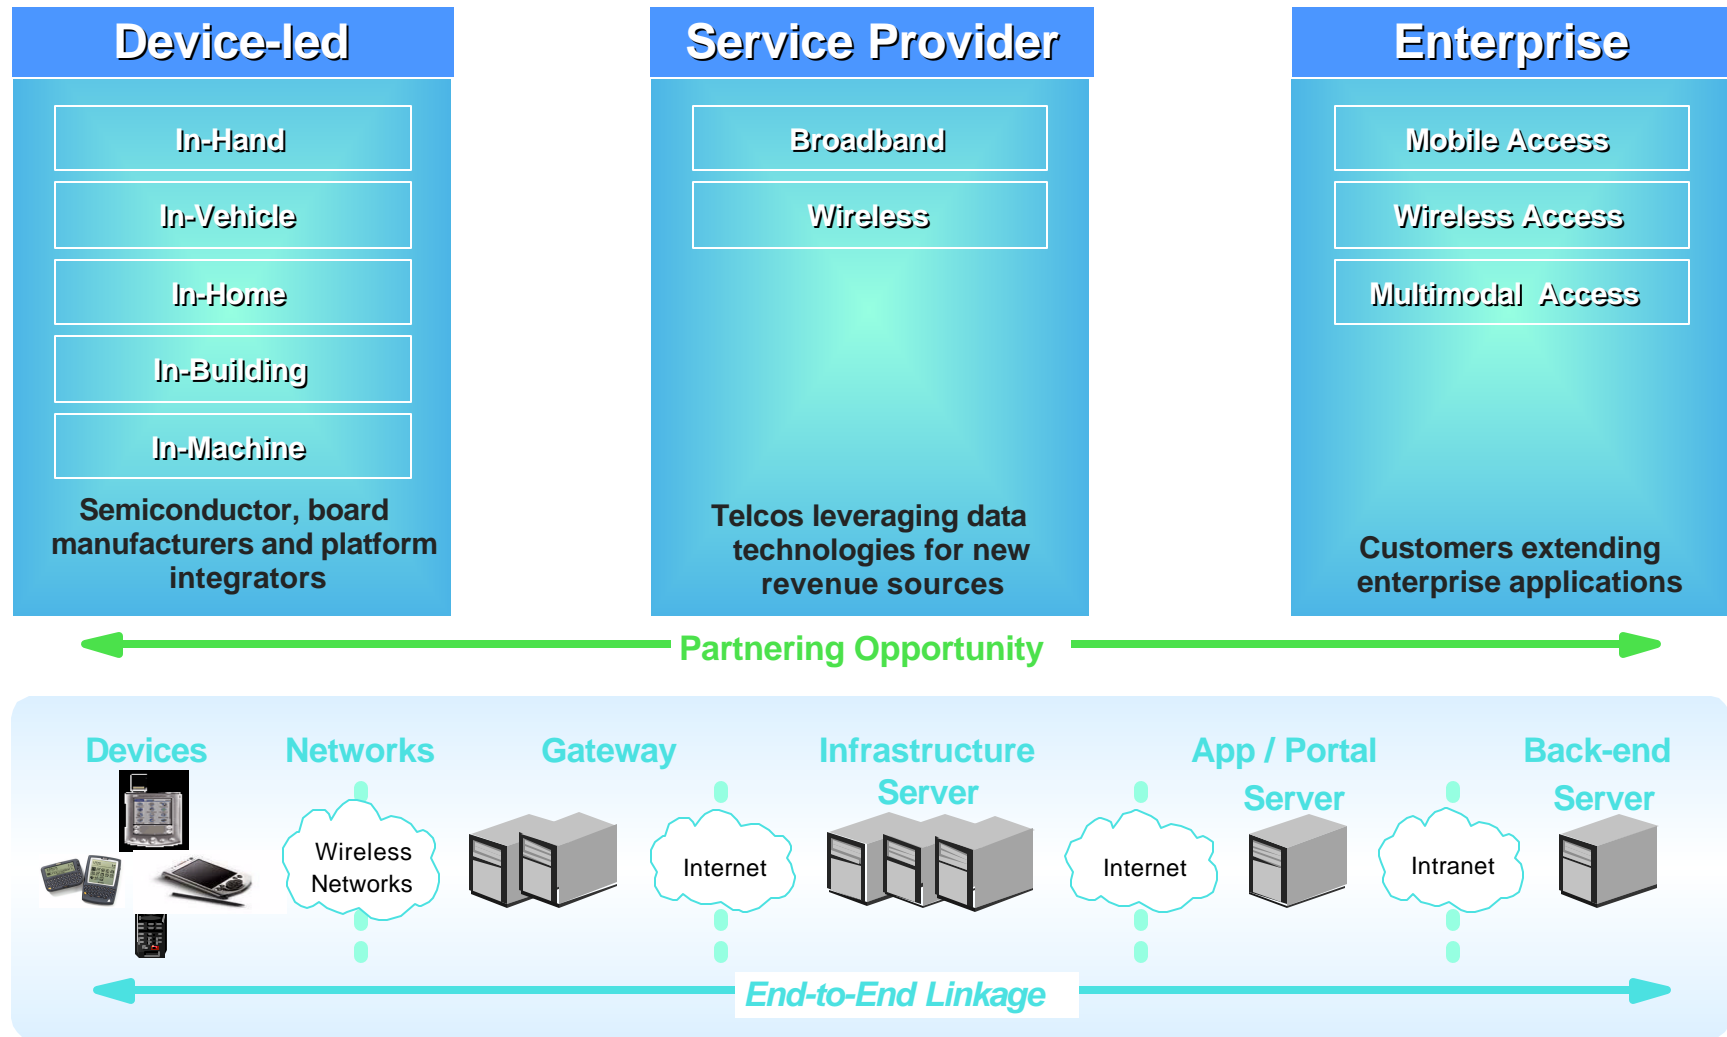 Device-led
Service Provider
Enterprise
In-Hand
In-Vehicle
In-Home
In-Building
In-Machine
Semiconductor, board
manufacturers and platform
integrators
Broadband
Wireless
Telcos leveraging data
technologies for new
revenue sources
Mobile Access
Wireless Access
Multimodal Access
Customers extending
enterprise applications
Partnering Opportunity
Devices
Networks
Gateway
Infrastructure
Server
App / Portal
Server
Back-end
Server
Wireless
Networks
Internet
Internet
Intranet
End-to-End Linkage